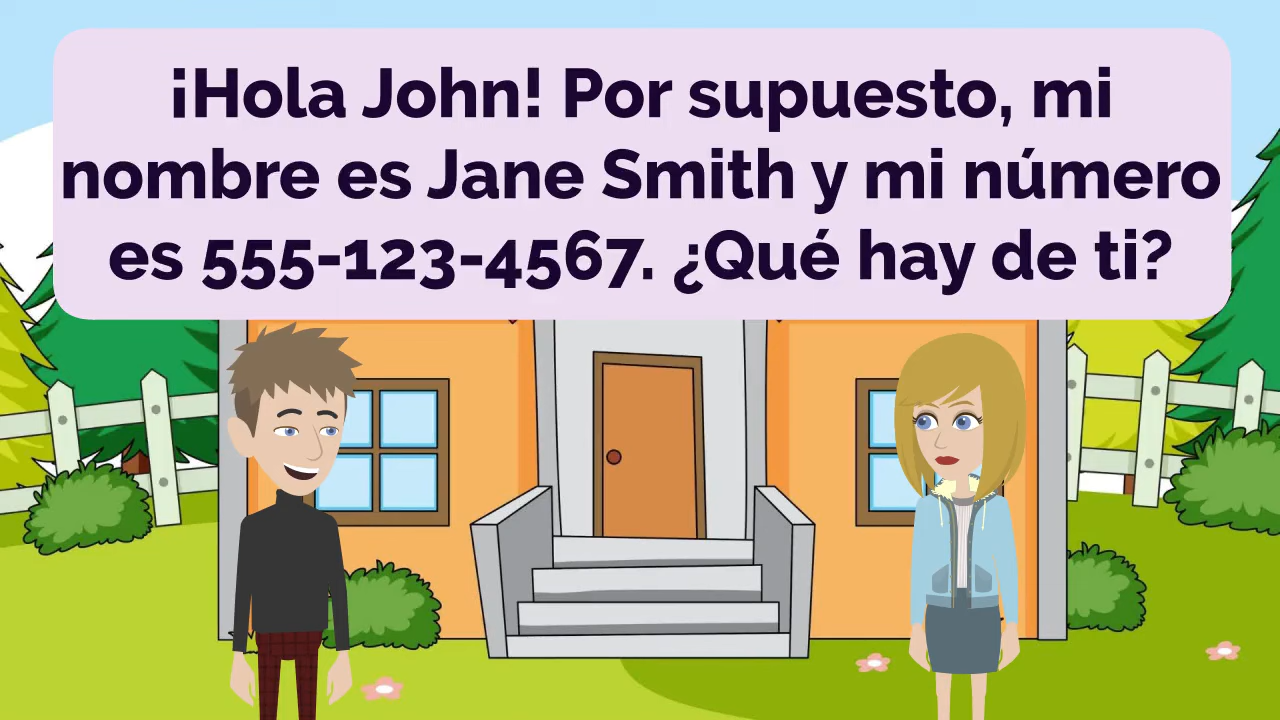 ¡Hola John! Por supuesto, mi
nombre es Jane Smith y mi número
es 555-123-4567. ¿Qué hay de ti?